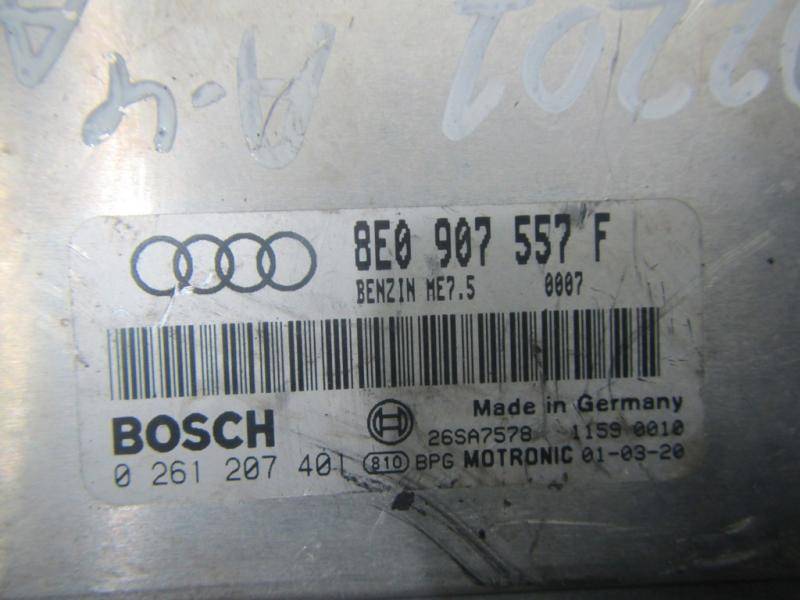 A-4
8E0 907 557 F
BENZIN ME7.5 0007
BOSCH
Made in Germany
26SA7578 1159 0010
0 261 207 401 810 BPG MOTRONIC 01-03-20